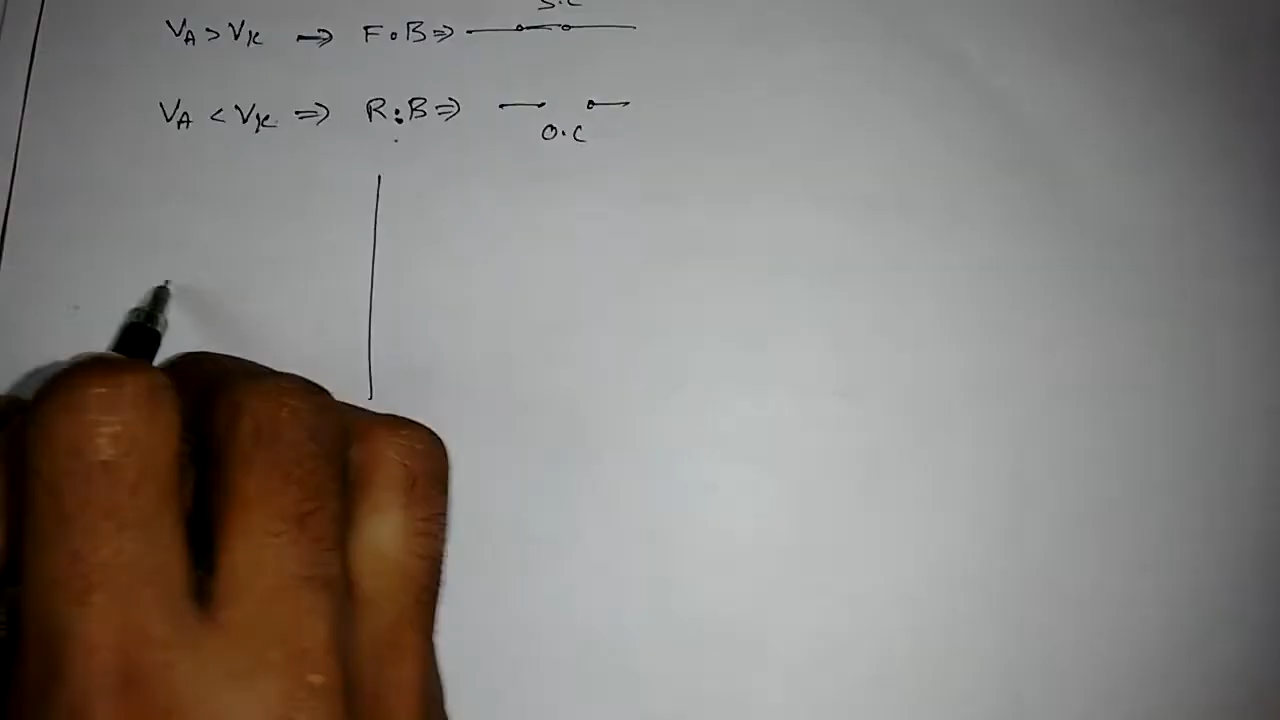 S.C
VA > VK → F.B ⇒
VA < VK ⇒ R.B ⇒
O.C